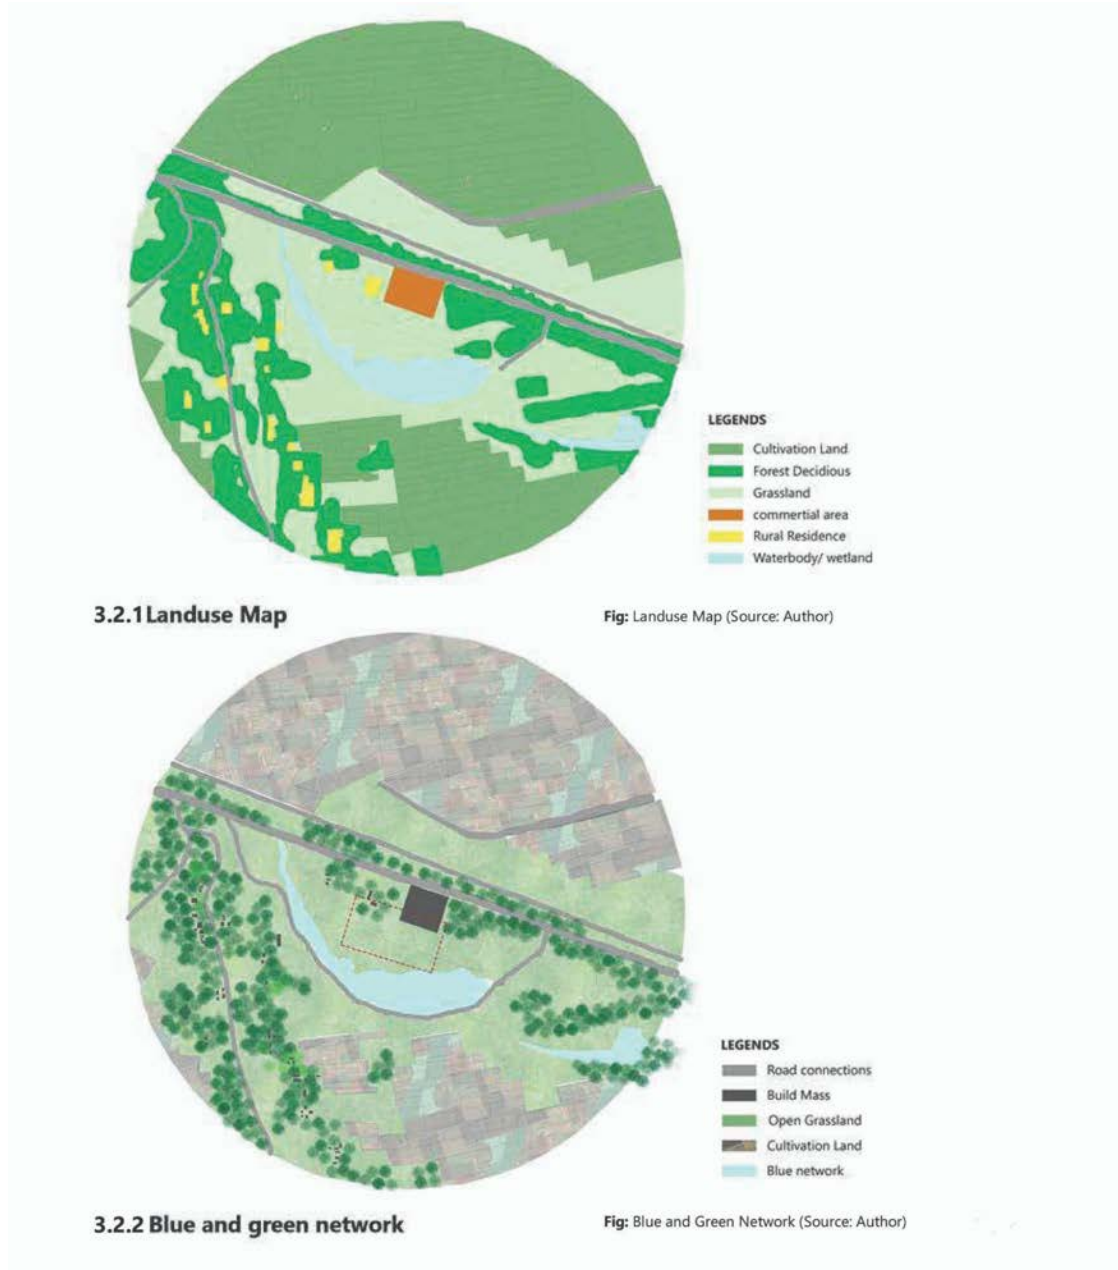 LEGENDS
Cultivation Land
Forest Decidious
Grassland
commertial area
Rural Residence
Waterbody/ wetland
3.2.1 Landuse Map
Fig: Landuse Map (Source: Author)
LEGENDS
Road connections
Build Mass
Open Grassland
Cultivation Land
Blue network
3.2.2 Blue and green network
Fig: Blue and Green Network (Source: Author)